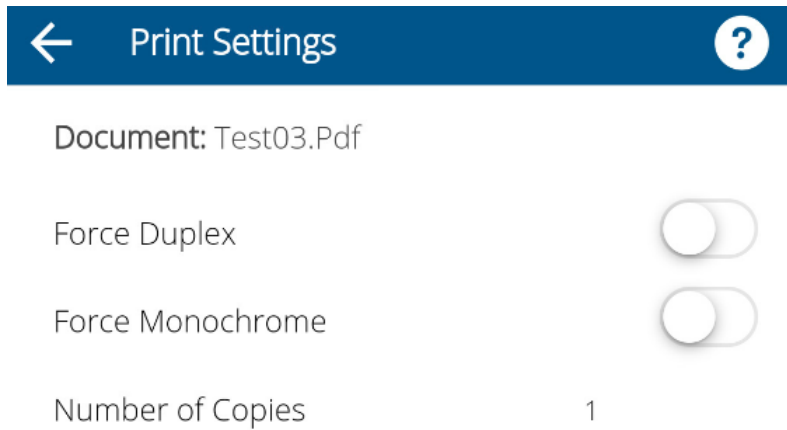 Print Settings ?
Document: Test03.Pdf
Force Duplex
Force Monochrome
Number of Copies 1